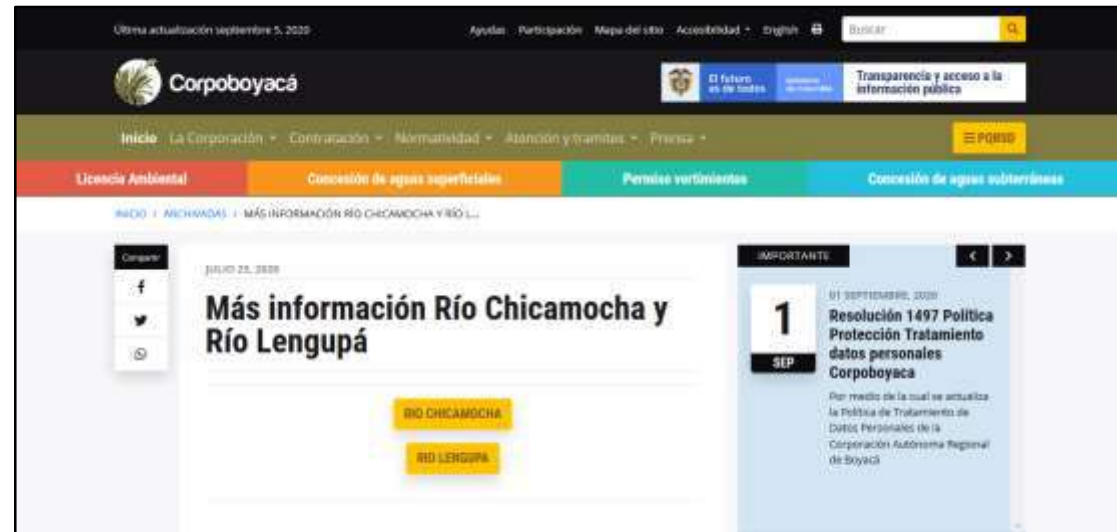 Última actualización septiembre 5, 2020
Ayudas Participación Mapa del sitio Accesibilidad English
Buscar
Corpoboyacá
El futuro
es de todos
Transparencia y acceso a la
información pública
Inicio La Corporación Contratación Normatividad Atención y tramites Prensa
PQRSD
Licencia Ambiental Concesión de aguas superficiales Permiso vertimientos Concesión de aguas subterráneas
INICIO / ARCHIVADAS / MÁS INFORMACIÓN RÍO CHICAMOCHA Y RÍO L...
Compartir
JULIO 25, 2020
Más información Río Chicamocha y
Río Lengupá
RIO CHICAMOCHA
RIO LENGUPA
IMPORTANTE
1
SEP
01 SEPTIEMBRE, 2020
Resolución 1497 Política
Protección Tratamiento
datos personales
Corpoboyaca
Por medio de la cual se actualiza
la Política de Tratamiento de
Datos Personales de la
Corporación Autónoma Regional
de Boyacá